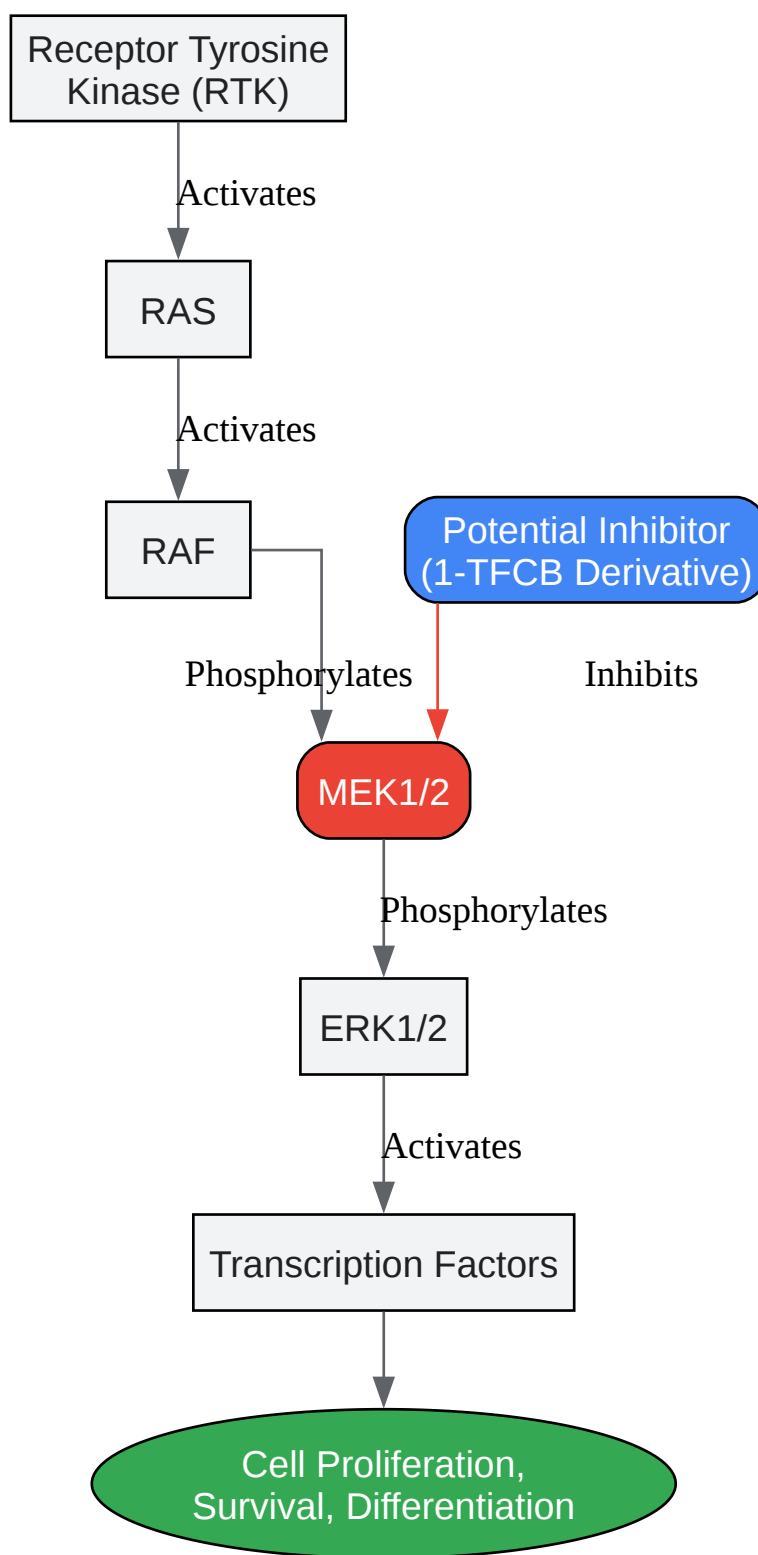 Receptor Tyrosine
Kinase (RTK)
Activates
RAS
Activates
RAF
Potential Inhibitor
(1-TFCB Derivative)
Phosphorylates
Inhibits
MEK1/2
Phosphorylates
ERK1/2
Activates
Transcription Factors
Cell Proliferation,
Survival, Differentiation